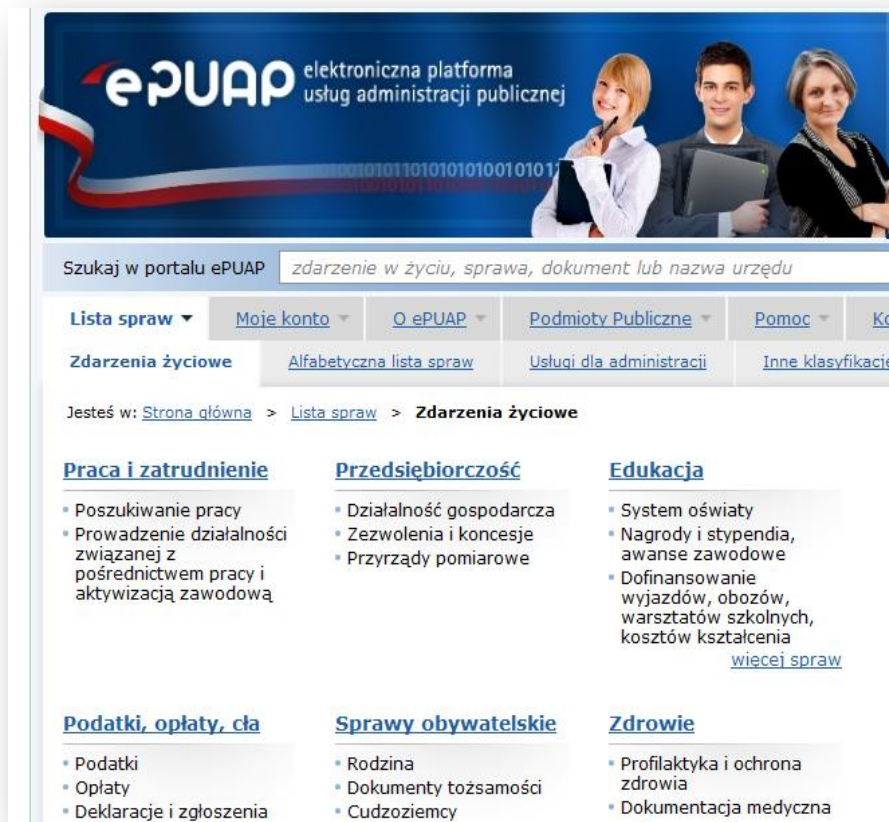 ePUAP elektroniczna platforma
usług administracji publicznej
Szukaj w portalu ePUAP zdarzenie w życiu, sprawa, dokument lub nazwa urzędu
Lista spraw Moje konto O ePUAP Podmioty Publiczne Pomoc
Zdarzenia życiowe Alfabetyczna lista spraw Usługi dla administracji Inne klasyfikacje
Jesteś w: Strona główna > Lista spraw > Zdarzenia życiowe
Praca i zatrudnienie
Poszukiwanie pracy
Prowadzenie działalności
związanej z
pośrednictwem pracy i
aktywizacją zawodową
Przedsiębiorczość
Działalność gospodarcza
Zezwolenia i koncesje
Przyrządy pomiarowe
Edukacja
System oświaty
Nagrody i stypendia,
awanse zawodowe
Dofinansowanie
wyjazdów, obozów,
warsztatów szkolnych,
kosztów kształcenia
więcej spraw
Podatki, opłaty, cła
Podatki
Opłaty
Deklaracje i zgłoszenia
Sprawy obywatelskie
Rodzina
Dokumenty tożsamości
Cudzoziemcy
Zdrowie
Profilaktyka i ochrona
zdrowia
Dokumentacja medyczna